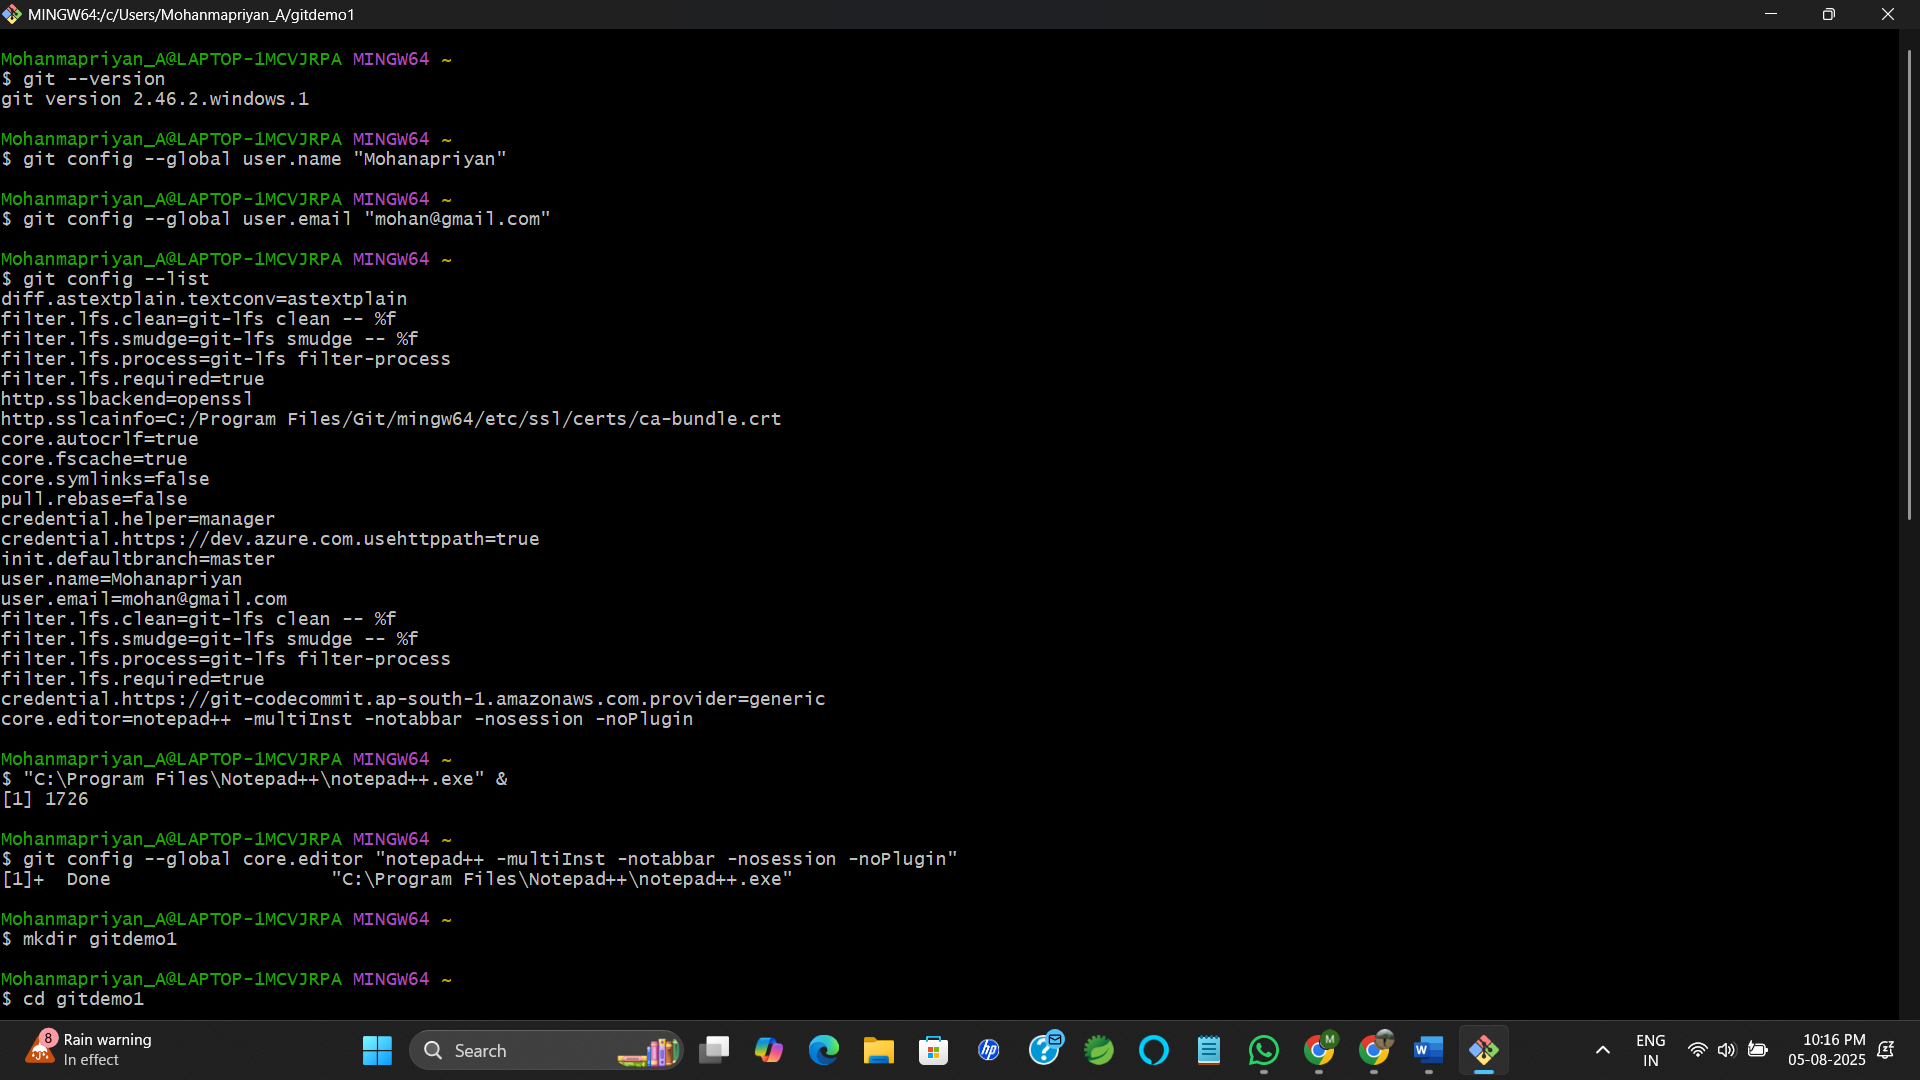 MINGW64:/c/Users/Mohanmapriyan_A/gitdemo1
Mohanmapriyan_A@LAPTOP-1MCVJRPA MINGW64 ~
$ git --version
git version 2.46.2.windows.1
Mohanmapriyan_A@LAPTOP-1MCVJRPA MINGW64 ~
$ git config --global user.name "Mohanapriyan"
Mohanmapriyan_A@LAPTOP-1MCVJRPA MINGW64 ~
$ git config --global user.email "mohan@gmail.com"
Mohanmapriyan_A@LAPTOP-1MCVJRPA MINGW64 ~
$ git config --list
diff.astextplain.textconv=astextplain
filter.lfs.clean=git-lfs clean -- %f
filter.lfs.smudge=git-lfs smudge -- %f
filter.lfs.process=git-lfs filter-process
filter.lfs.required=true
http.sslbackend=openssl
http.sslcainfo=C:/Program Files/Git/mingw64/etc/ssl/certs/ca-bundle.crt
core.autocrlf=true
core.fscache=true
core.symlinks=false
pull.rebase=false
credential.helper=manager
credential.https://dev.azure.com.usehttppath=true
init.defaultbranch=master
user.name=Mohanapriyan
user.email=mohan@gmail.com
filter.lfs.clean=git-lfs clean -- %f
filter.lfs.smudge=git-lfs smudge -- %f
filter.lfs.process=git-lfs filter-process
filter.lfs.required=true
credential.https://git-codecommit.ap-south-1.amazonaws.com.provider=generic
core.editor=notepad++ -multiInst -notabbar -nosession -noPlugin
Mohanmapriyan_A@LAPTOP-1MCVJRPA MINGW64 ~
$ "C:\Program Files\Notepad++\notepad++.exe" &
[1] 1726
Mohanmapriyan_A@LAPTOP-1MCVJRPA MINGW64 ~
$ git config --global core.editor "notepad++ -multiInst -notabbar -nosession -noPlugin"
[1]+  Done                    "C:\Program Files\Notepad++\notepad++.exe"
Mohanmapriyan_A@LAPTOP-1MCVJRPA MINGW64 ~
$ mkdir gitdemo1
Mohanmapriyan_A@LAPTOP-1MCVJRPA MINGW64 ~
$ cd gitdemo1
8
Rain warning
In effect
Search
hp
M
W
ENG
IN
10:16 PM
05-08-2025